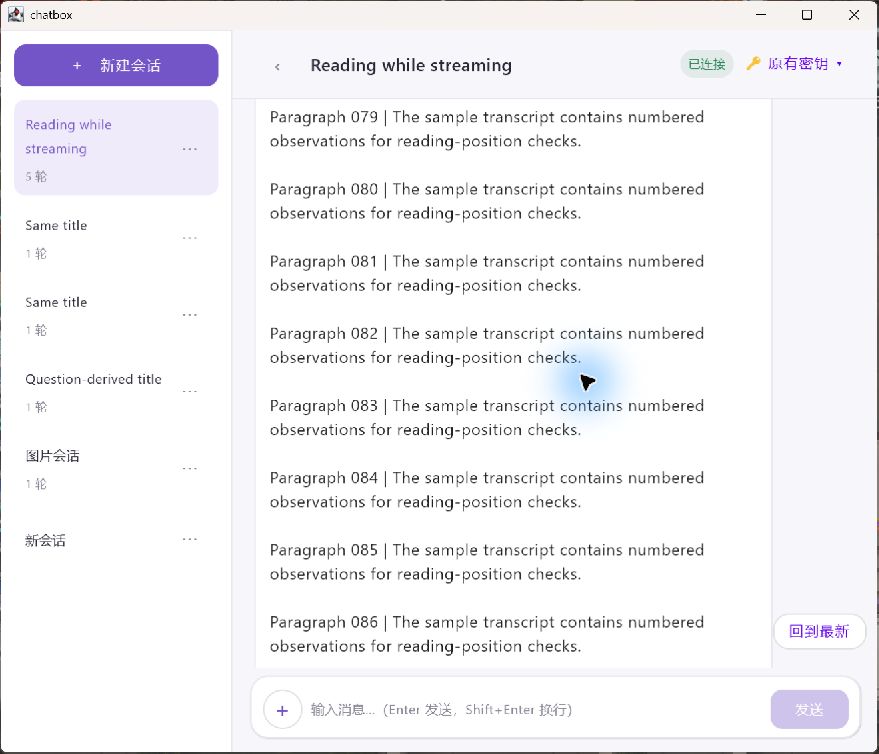 chatbox
+ 新建会话
Reading while
streaming
...
5 轮
Same title
...
1 轮
Same title
...
1 轮
Question-derived title
...
1 轮
图片会话
...
1 轮
新会话
...
‹ Reading while streaming 已连接 原有密钥
Paragraph 079 | The sample transcript contains numbered
observations for reading-position checks.
Paragraph 080 | The sample transcript contains numbered
observations for reading-position checks.
Paragraph 081 | The sample transcript contains numbered
observations for reading-position checks.
Paragraph 082 | The sample transcript contains numbered
observations for reading-position checks.
Paragraph 083 | The sample transcript contains numbered
observations for reading-position checks.
Paragraph 084 | The sample transcript contains numbered
observations for reading-position checks.
Paragraph 085 | The sample transcript contains numbered
observations for reading-position checks.
Paragraph 086 | The sample transcript contains numbered
observations for reading-position checks.
回到最新
+ 输入消息... (Enter 发送, Shift+Enter 换行) 发送